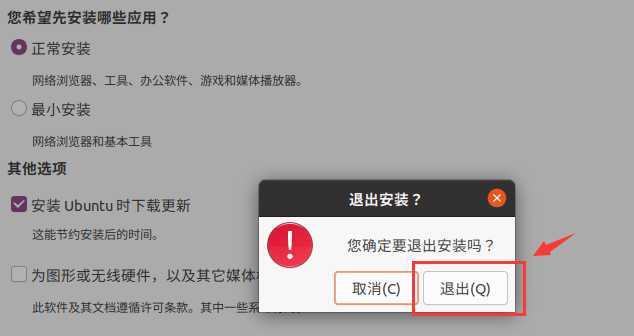 您希望先安装哪些应用？
正常安装
网络浏览器、工具、办公软件、游戏和媒体播放器。
最小安装
网络浏览器和基本工具
其他选项
安装 Ubuntu 时下载更新
这能节约安装后的时间。
为图形或无线硬件，以及其它媒体
此软件及其文档遵循许可条款。其中一些
退出安装？
您确定要退出安装吗？
取消(C)
退出(Q)